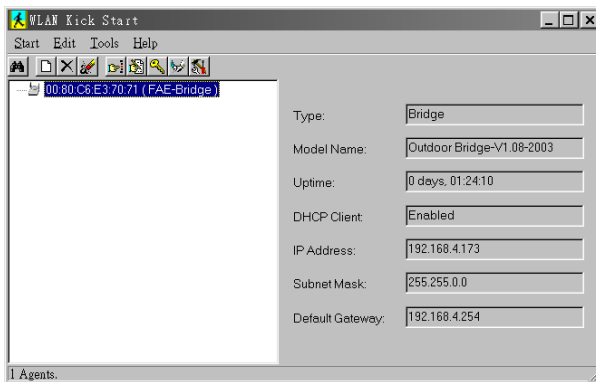 WLAN Kick Start
Start Edit Tools Help
00:80:C6:E3:70:71 ( FAE-Bridge )
Type: Bridge
Model Name: Outdoor Bridge-V1.08-2003
Uptime: 0 days, 01:24:10
DHCP Client: Enabled
IP Address: 192.168.4.173
Subnet Mask: 255.255.0.0
Default Gateway: 192.168.4.254
1 Agents.